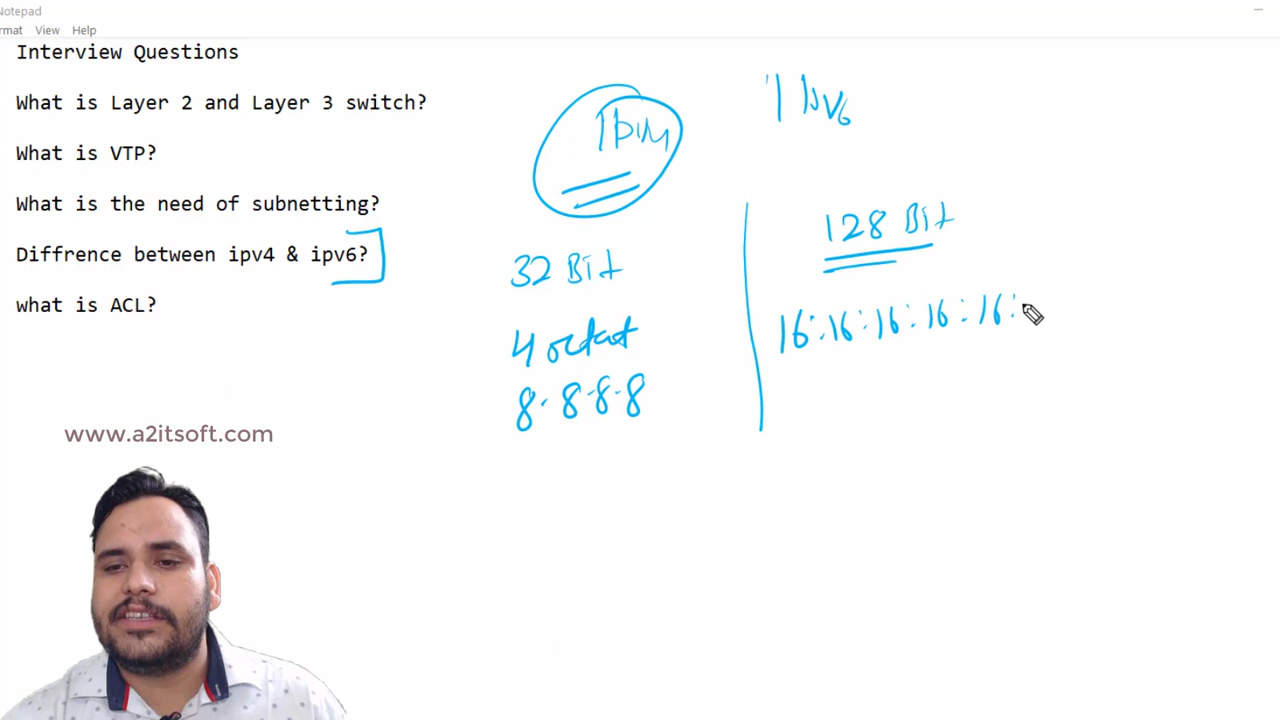 Notepad
rmat View Help
Interview Questions
What is Layer 2 and Layer 3 switch?
What is VTP?
What is the need of subnetting?
Diffrence between ipv4 & ipv6?
what is ACL?
www.a2itsoft.com
32 Bit
4 octet
8.8.8.8
IPv6
128 Bit
16:16:16:16:16: